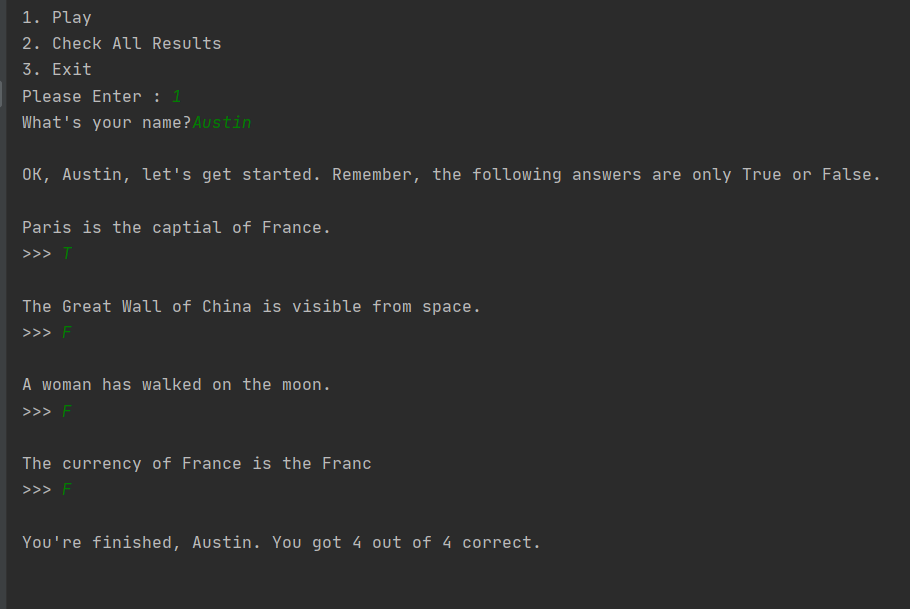 1. Play
2. Check All Results
3. Exit
Please Enter : 1
What's your name?Austin
OK, Austin, let's get started. Remember, the following answers are only True or False.
Paris is the captial of France.
>>> T
The Great Wall of China is visible from space.
>>> F
A woman has walked on the moon.
>>> F
The currency of France is the Franc
>>> F
You're finished, Austin. You got 4 out of 4 correct.